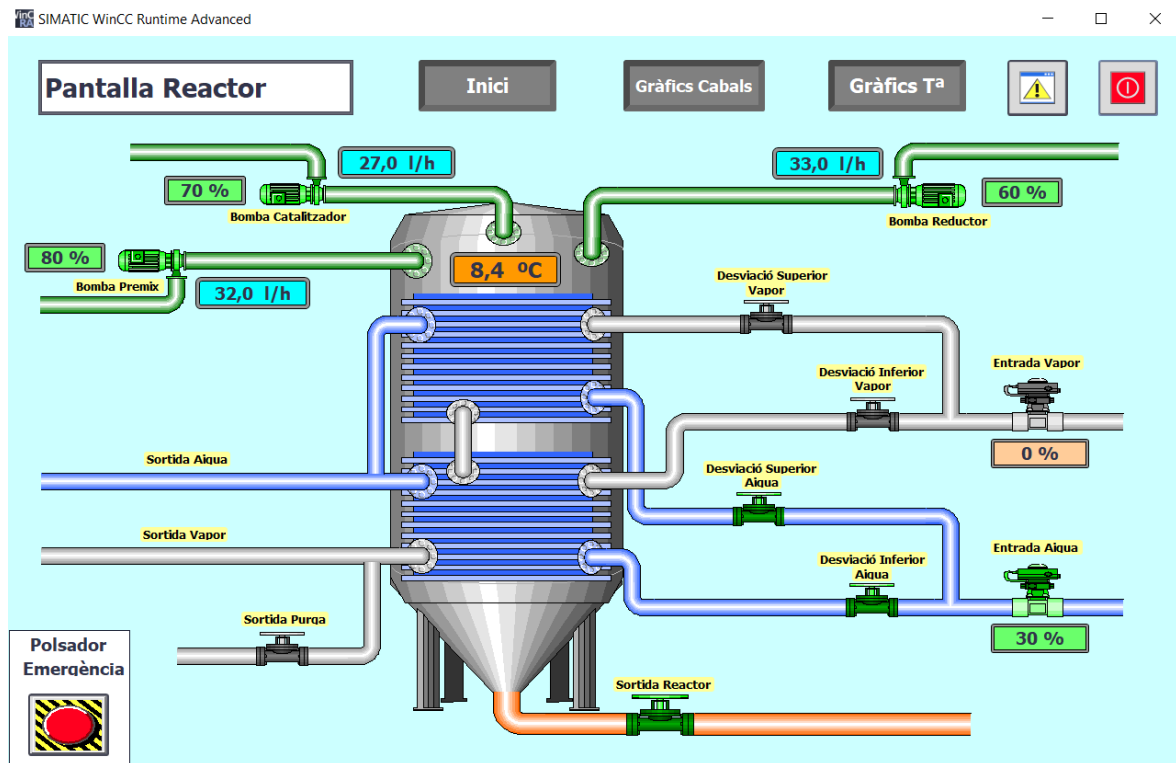 SIMATIC WinCC Runtime Advanced
Pantalla Reactor
Inici
Gràfics Cabals
Gràfics Tª
27,0 l/h
33,0 l/h
70 %
60 %
Bomba Catalitzador
Bomba Reductor
80 %
8,4 ºC
Bomba Premix
32,0 l/h
Desviació Superior
Vapor
Desviació Inferior
Vapor
Entrada Vapor
0 %
Sortida Aigua
Desviació Superior
Aigua
Sortida Vapor
Desviació Inferior
Aigua
Entrada Aigua
30 %
Sortida Purga
Polsador
Emergència
Sortida Reactor